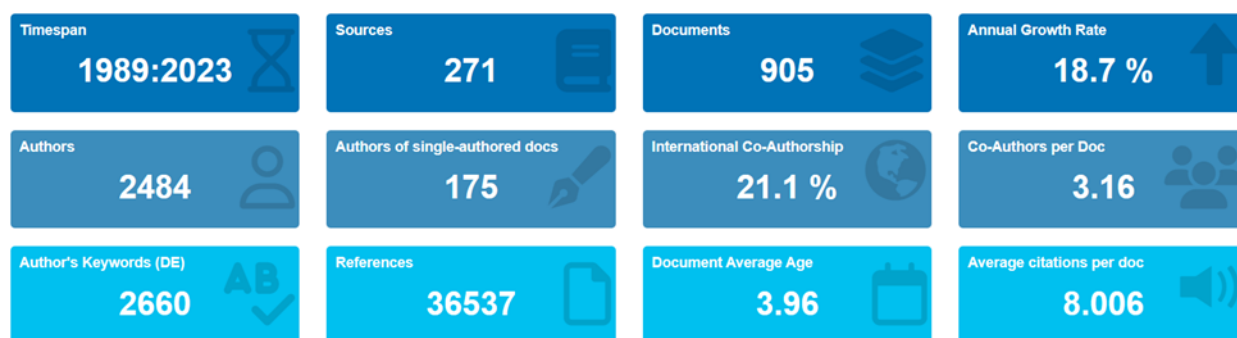 Timespan
1989:2023
Sources
271
Documents
905
Annual Growth Rate
18.7 %
Authors
2484
Authors of single-authored docs
175
International Co-Authorship
21.1 %
Co-Authors per Doc
3.16
Author's Keywords (DE)
2660
AB
References
36537
Document Average Age
3.96
Average citations per doc
8.006